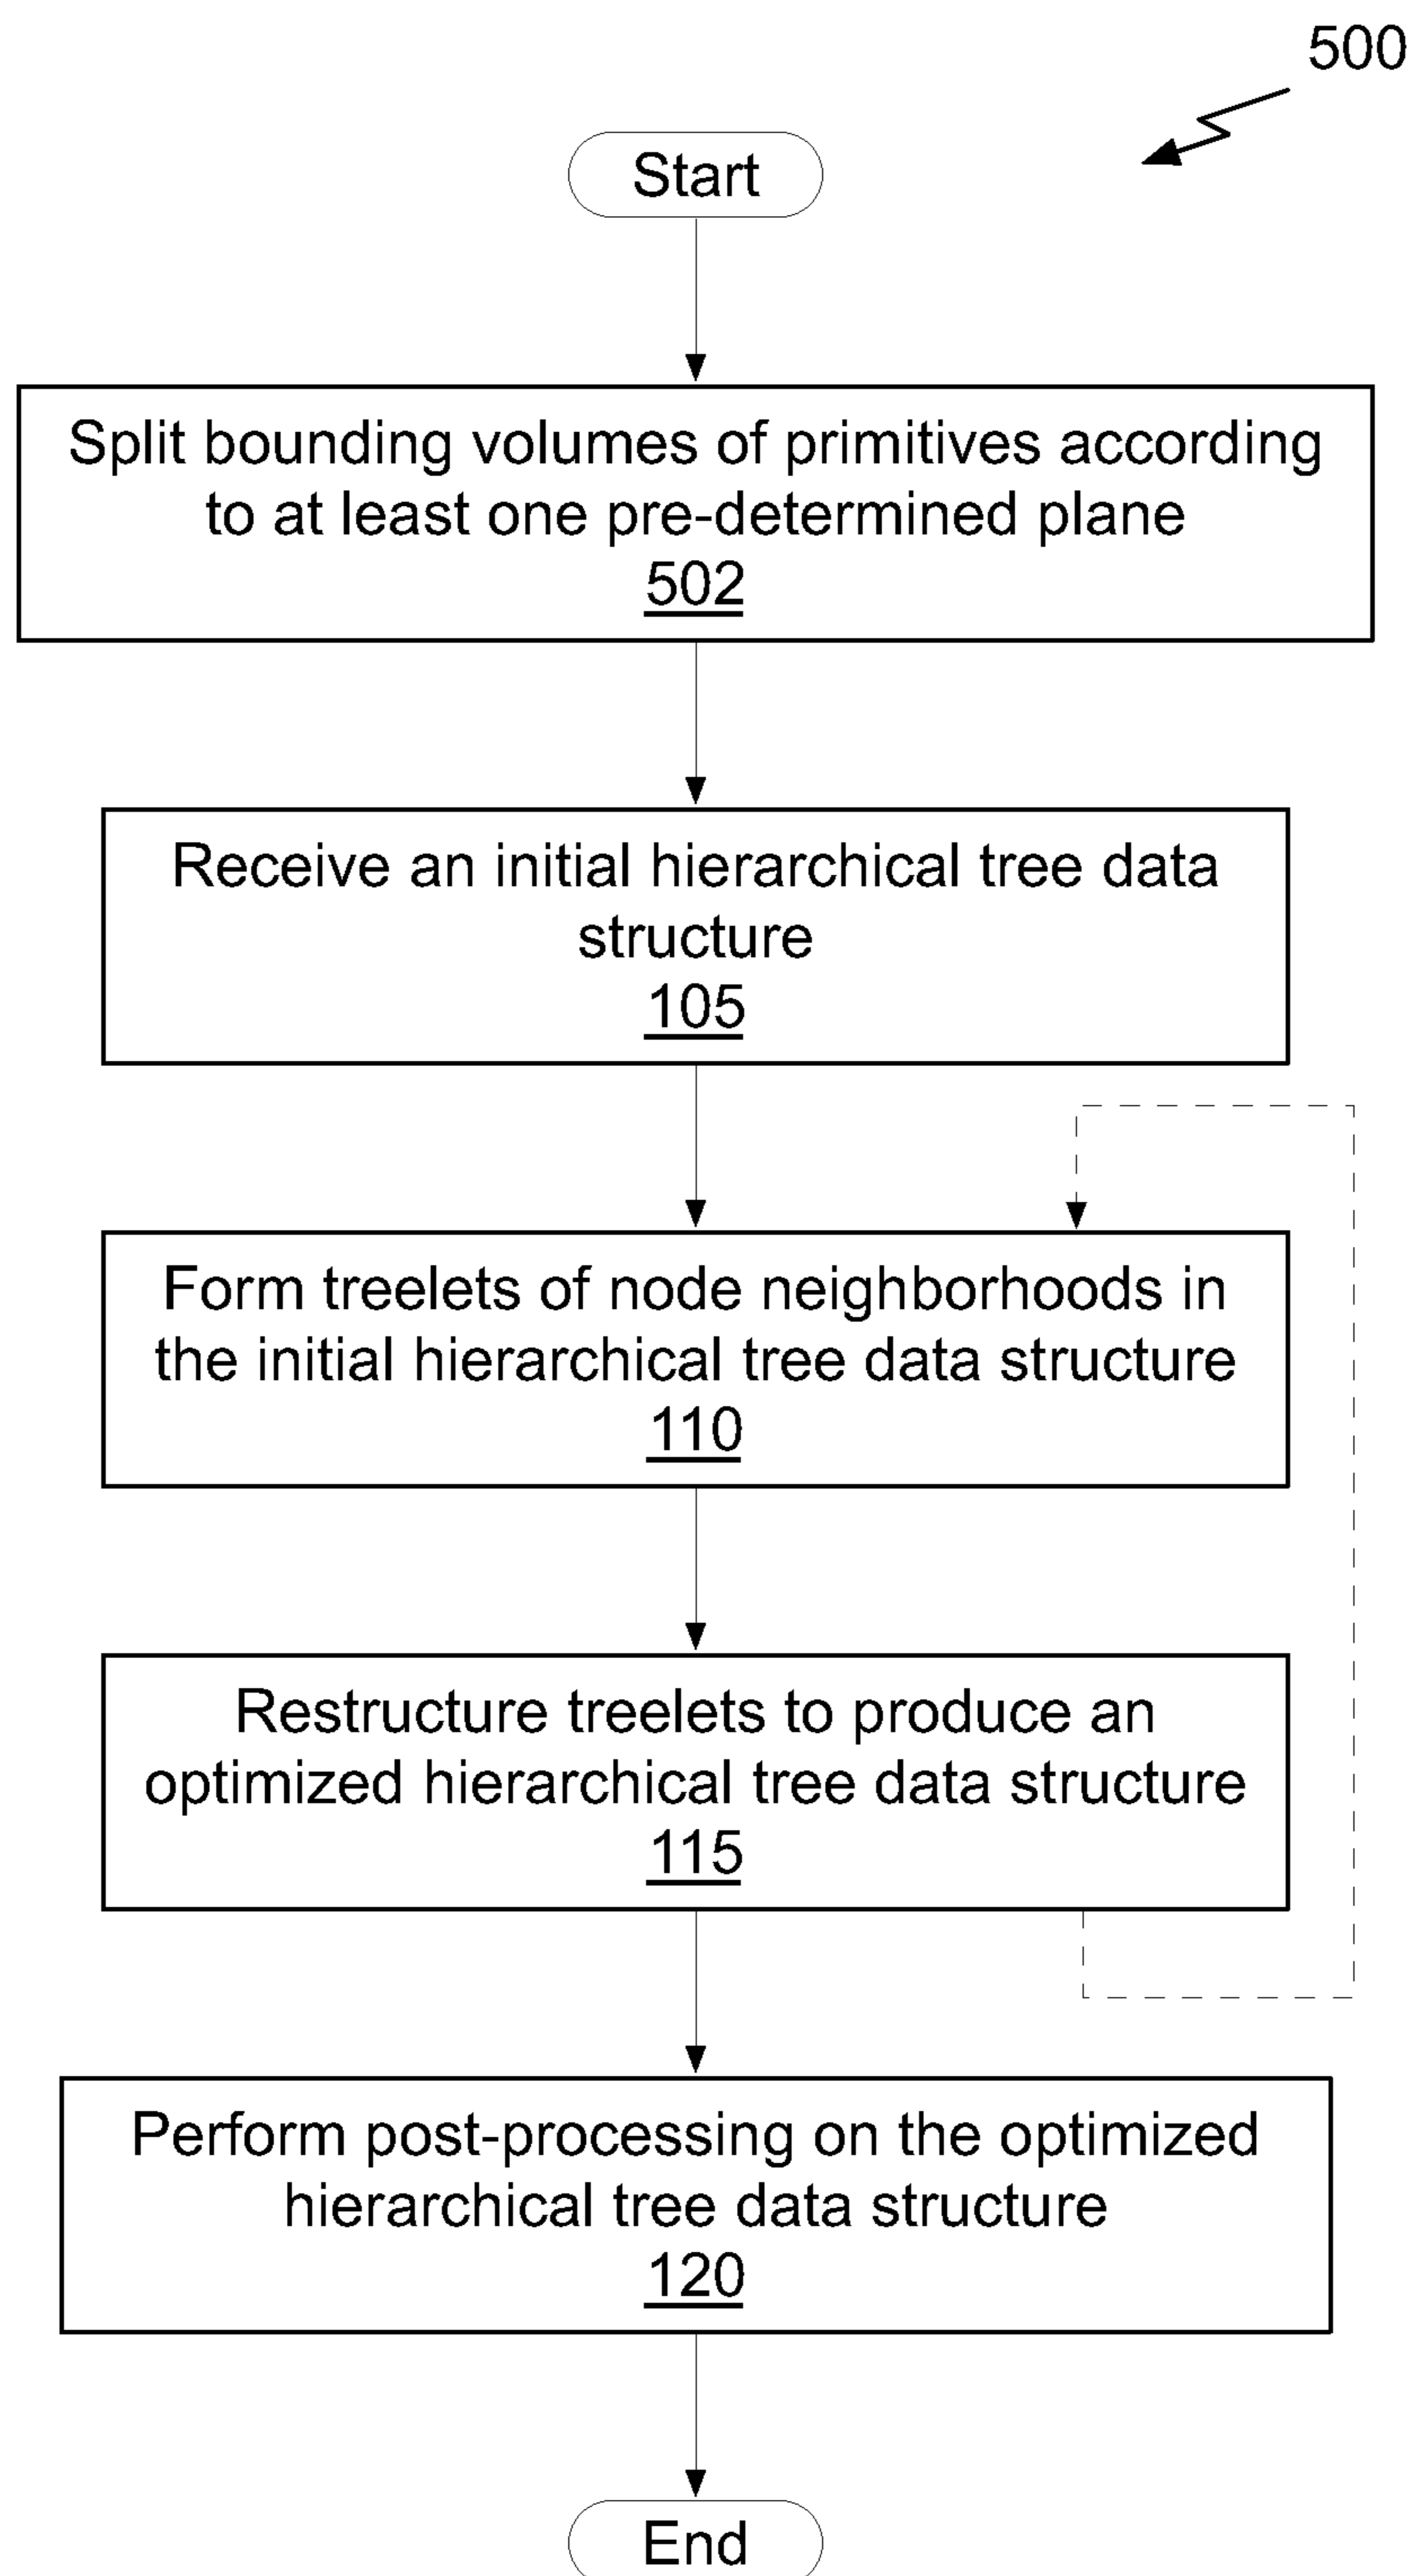 500
Start
Split bounding volumes of primitives according
to at least one pre-determined plane
502
Receive an initial hierarchical tree data
structure
105
Form treelets of node neighborhoods in
the initial hierarchical tree data structure
110
Restructure treelets to produce an
optimized hierarchical tree data structure
115
Perform post-processing on the optimized
hierarchical tree data structure
120
End